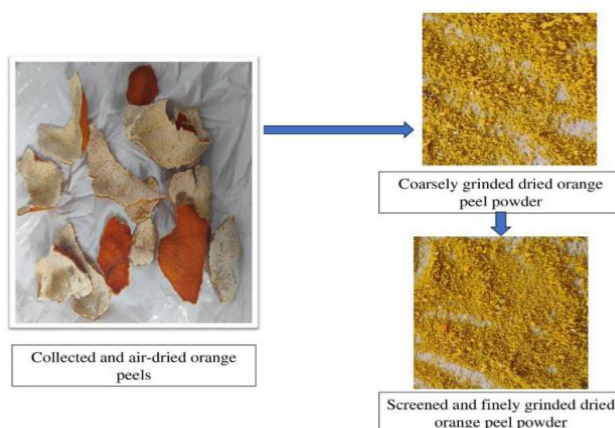 Coarsely grinded dried orange
peel powder
Collected and air-dried orange
peels
Screened and finely grinded dried
orange peel powder